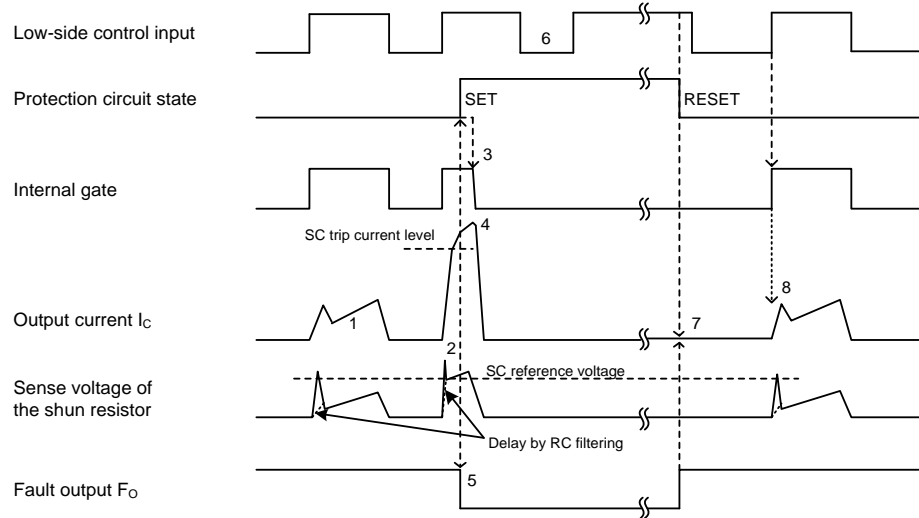 Low-side control input
6
Protection circuit state
SET
RESET
3
Internal gate
SC trip current level
4
Output current IC
1
7
8
2
SC reference voltage
Sense voltage of
the shun resistor
Delay by RC filtering
5
Fault output FO